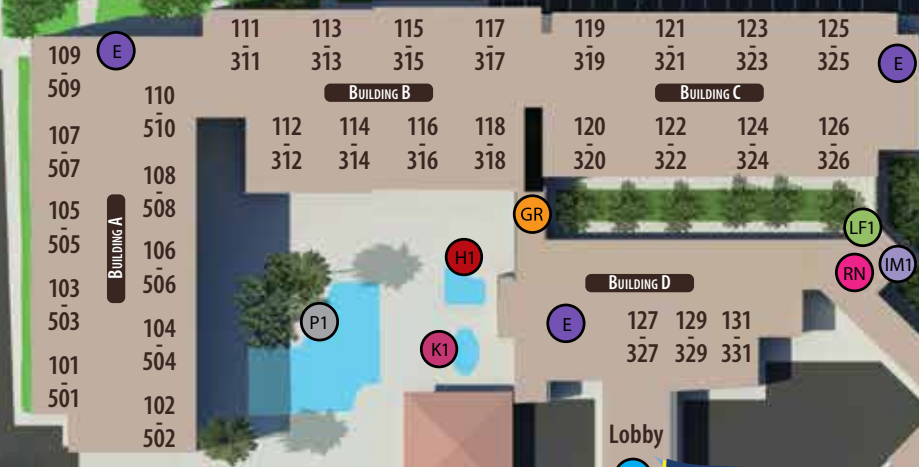 111 113 115 117 119 121 123 125
- - - - - - - -
311 313 315 317 319 321 323 325
E
E
BUILDING B
BUILDING C
112 114 116 118 120 122 124 126
- - - - - - - -
312 314 316 318 320 322 324 326
109
-
509
107
-
507
105
-
505
103
-
503
101
-
501
BUILDING A
110
-
510
108
-
508
106
-
506
104
-
504
102
-
502
GR
LF1
H1
RN
IM1
P1
K1
BUILDING D
E
127 129 131
- - -
327 329 331
Lobby